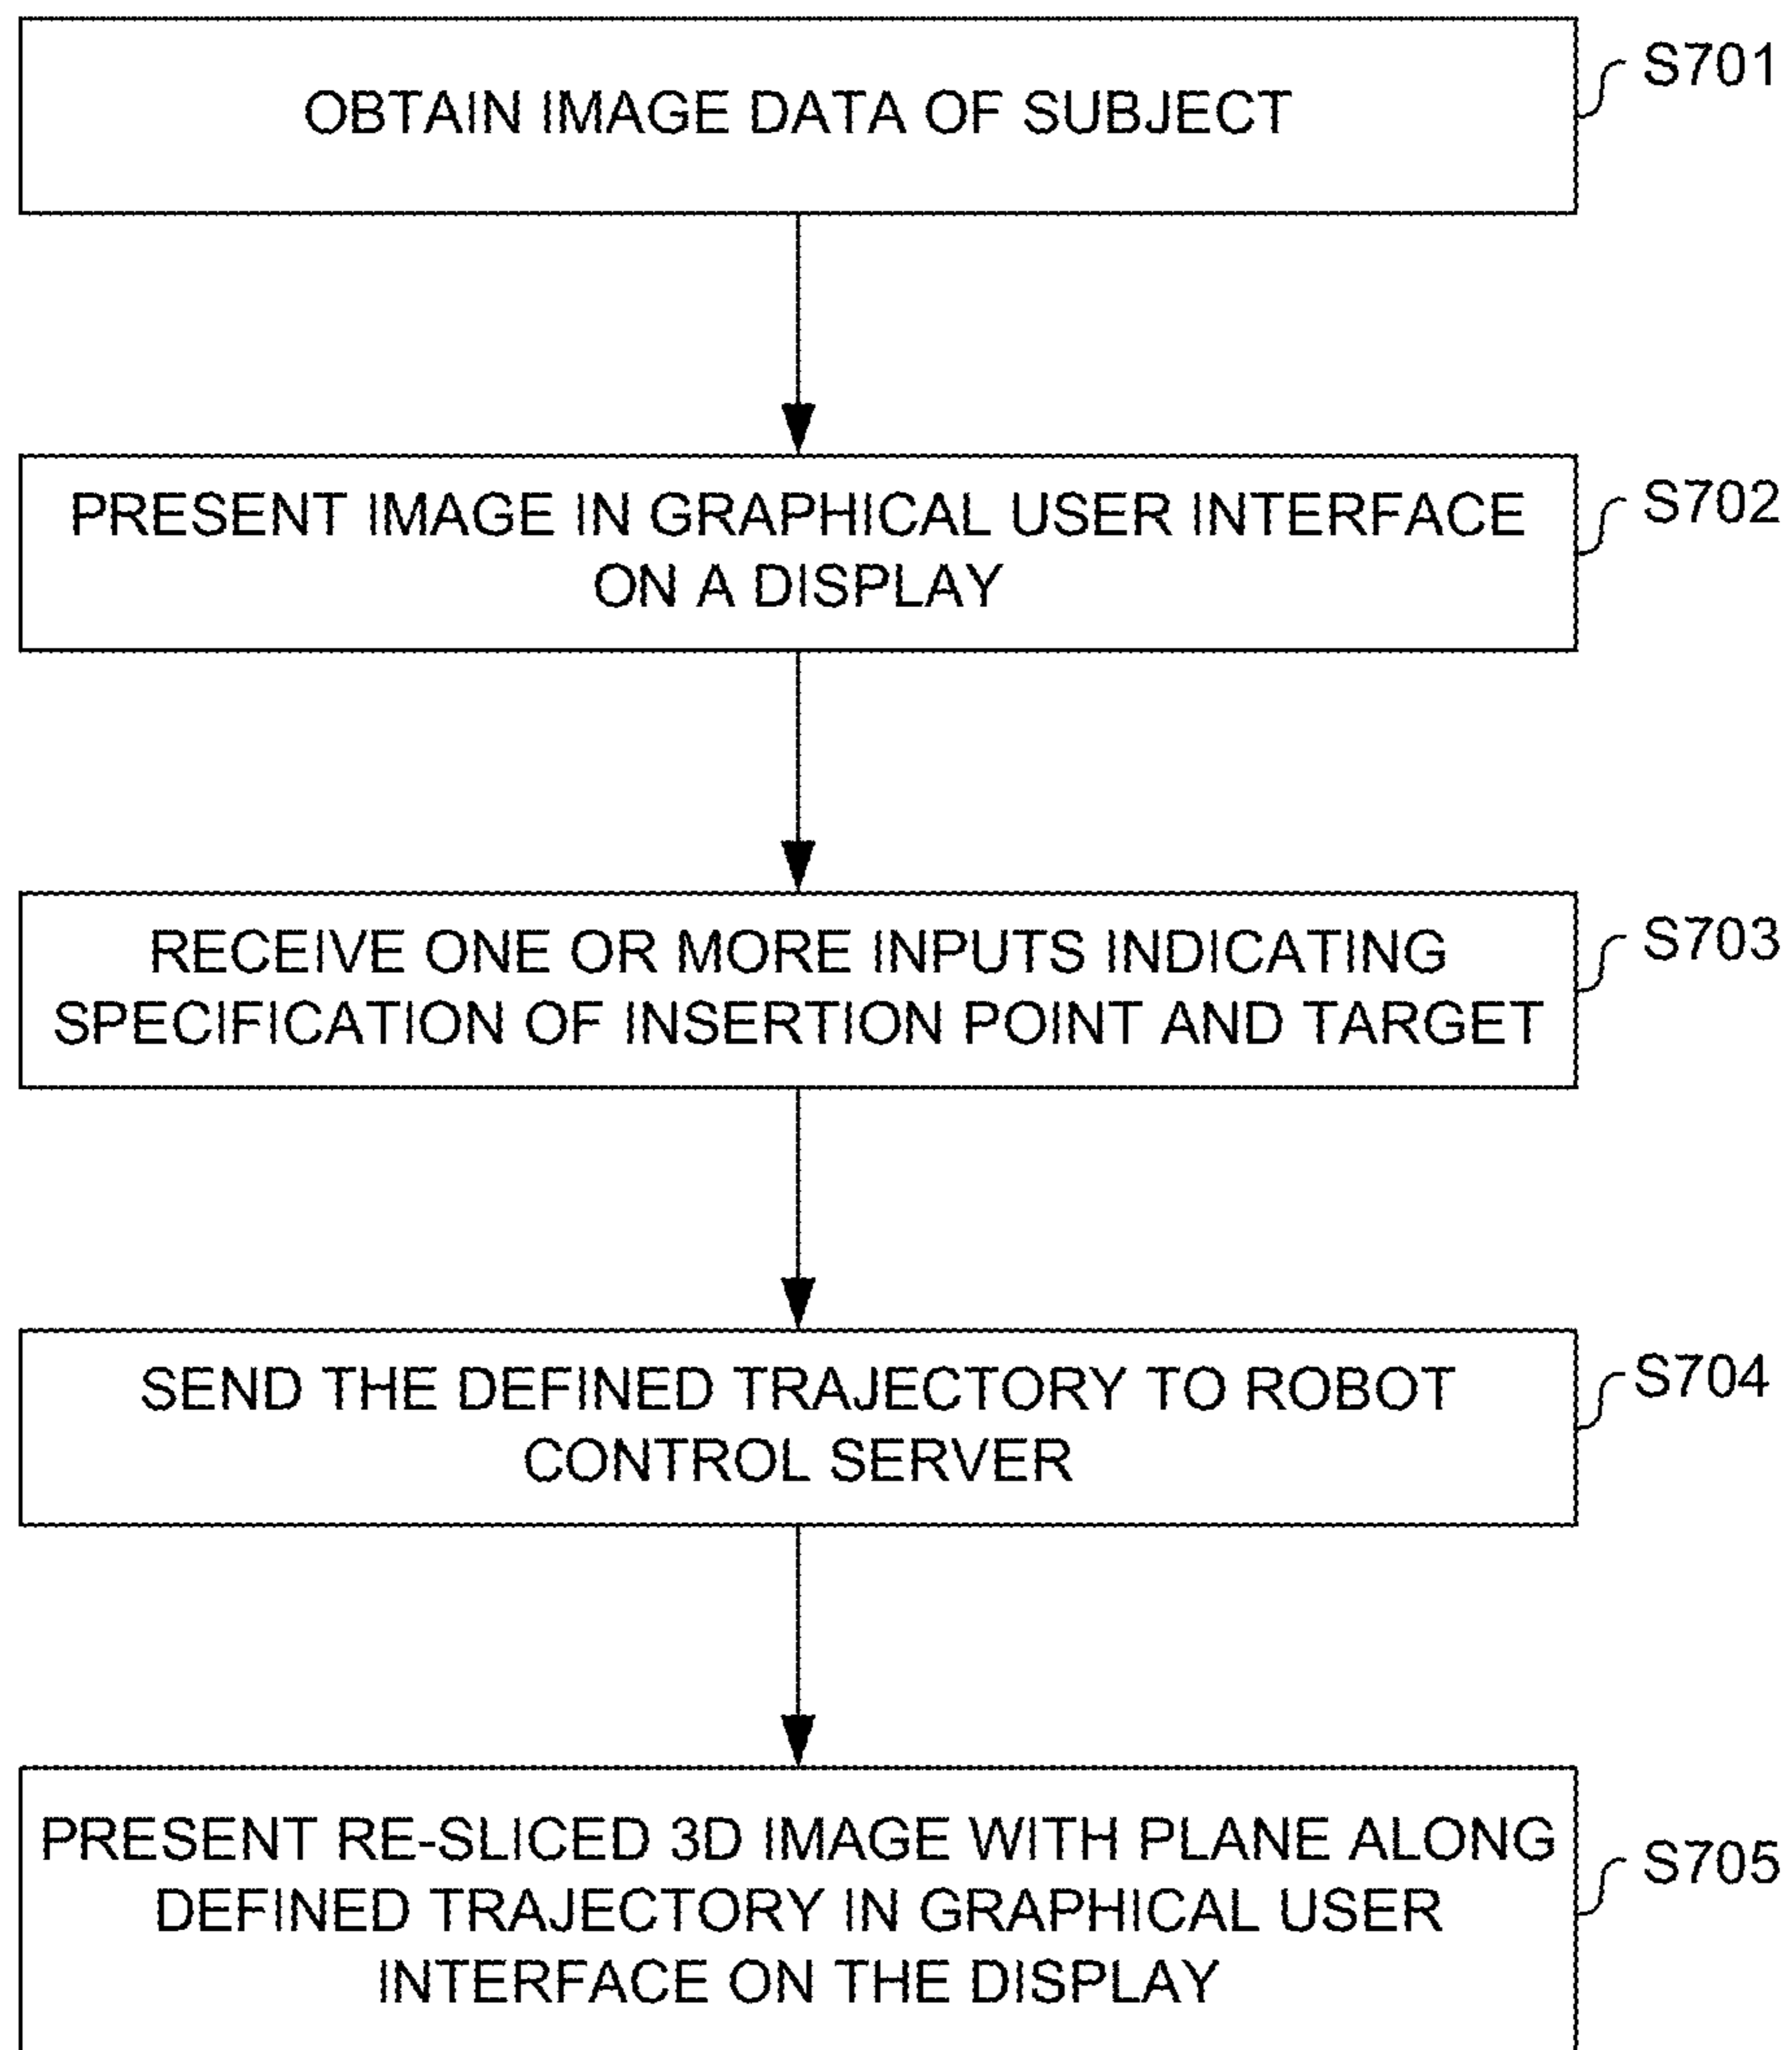 OBTAIN IMAGE DATA OF SUBJECT
S701
PRESENT IMAGE IN GRAPHICAL USER INTERFACE
ON A DISPLAY
S702
RECEIVE ONE OR MORE INPUTS INDICATING
SPECIFICATION OF INSERTION POINT AND TARGET
S703
SEND THE DEFINED TRAJECTORY TO ROBOT
CONTROL SERVER
S704
PRESENT RE-SLICED 3D IMAGE WITH PLANE ALONG
DEFINED TRAJECTORY IN GRAPHICAL USER
INTERFACE ON THE DISPLAY
S705